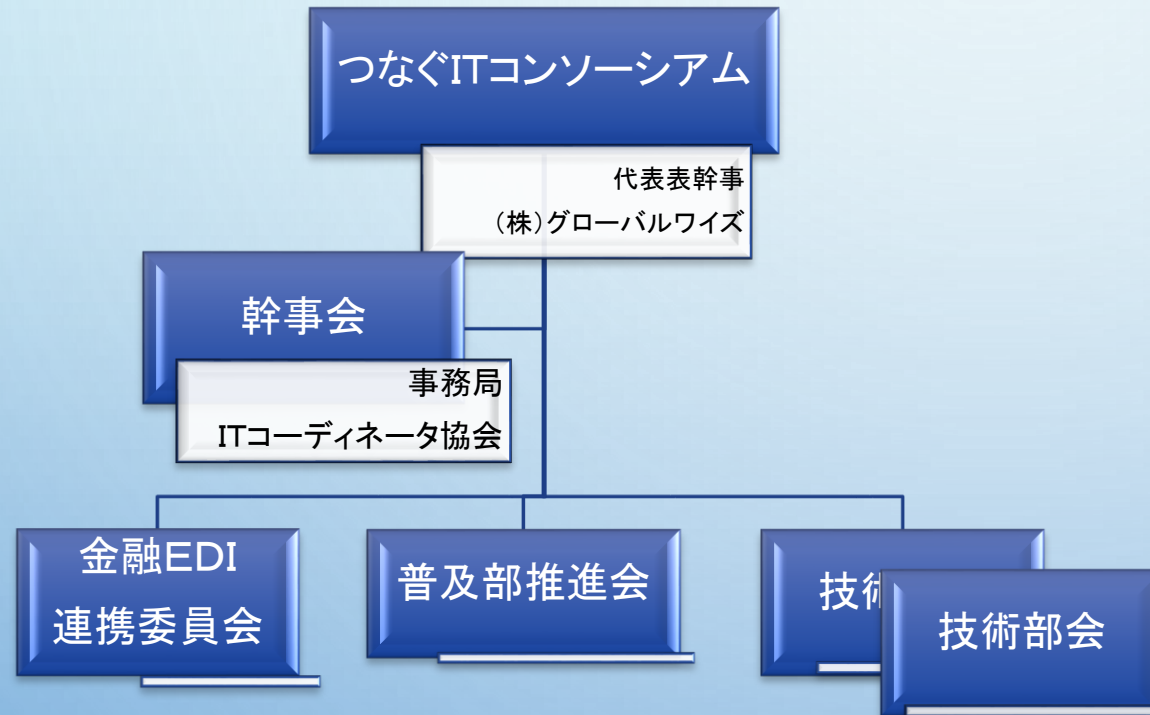 つなぐITコンソーシアム
代表表幹事
（株）グローバルワイズ
幹事会
事務局
ITコーディネータ協会
金融EDI
連携委員会
普及部推進会
技術
技術部会